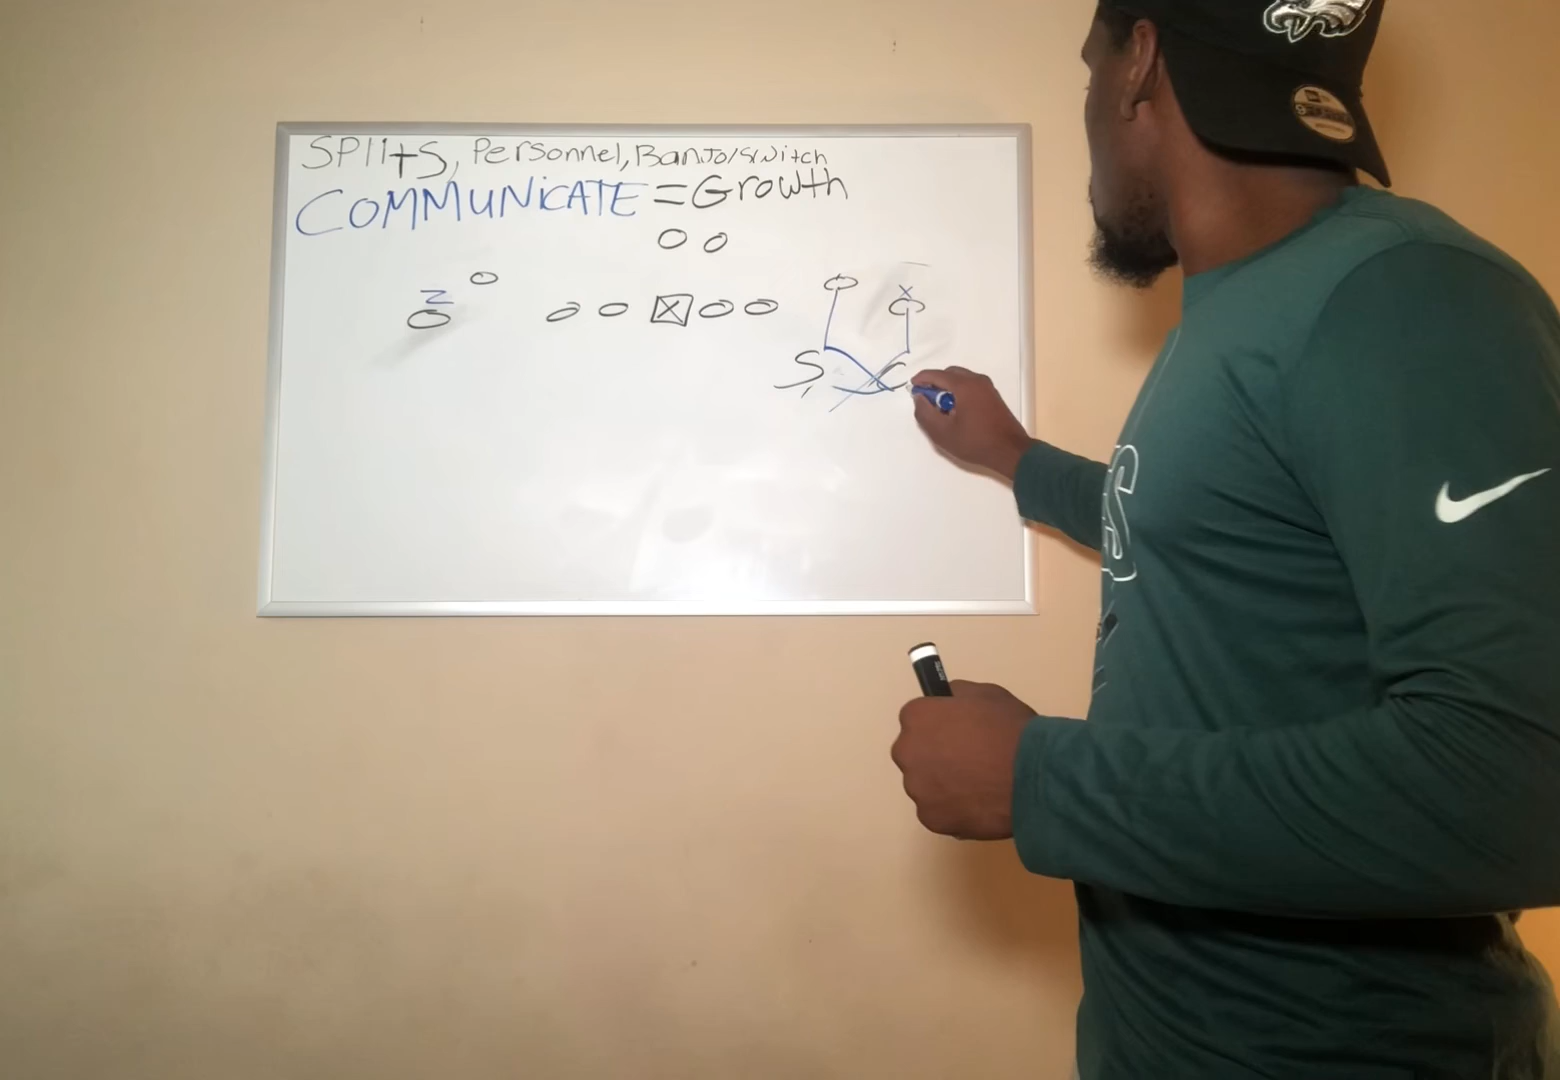 SPlItS, Personnel, Banjo/Switch
COMMUNiCATE = Growth
Z
X
X
S
C
S